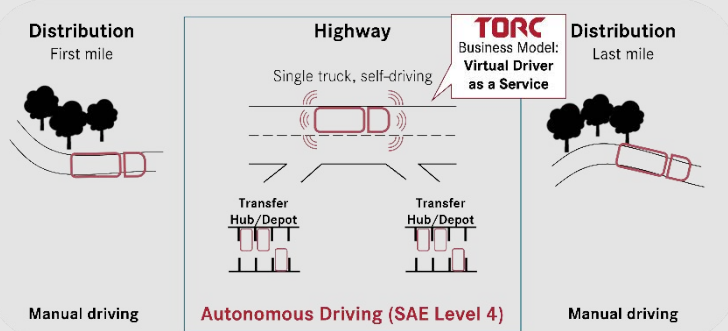 Distribution
First mile
Manual driving
Highway
Single truck, self-driving
TORC
Business Model:
Virtual Driver
as a Service
Transfer
Hub/Depot
Transfer
Hub/Depot
Autonomous Driving (SAE Level 4)
Distribution
Last mile
Manual driving